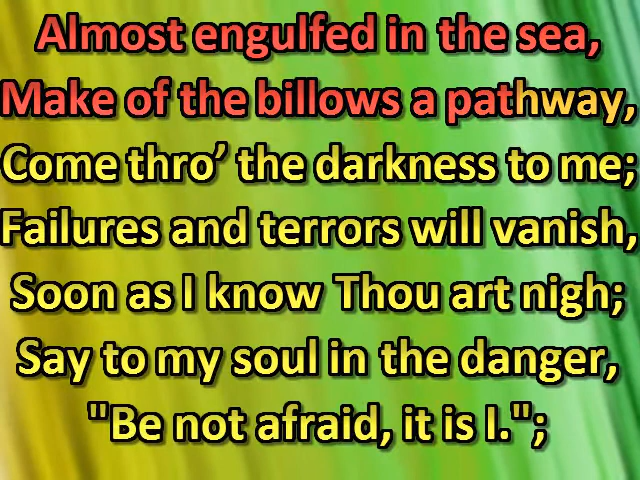 Almost engulfed in the sea,
Make of the billows a pathway,
Come thro’ the darkness to me;
Failures and terrors will vanish,
Soon as I know Thou art nigh;
Say to my soul in the danger,
"Be not afraid, it is I.";